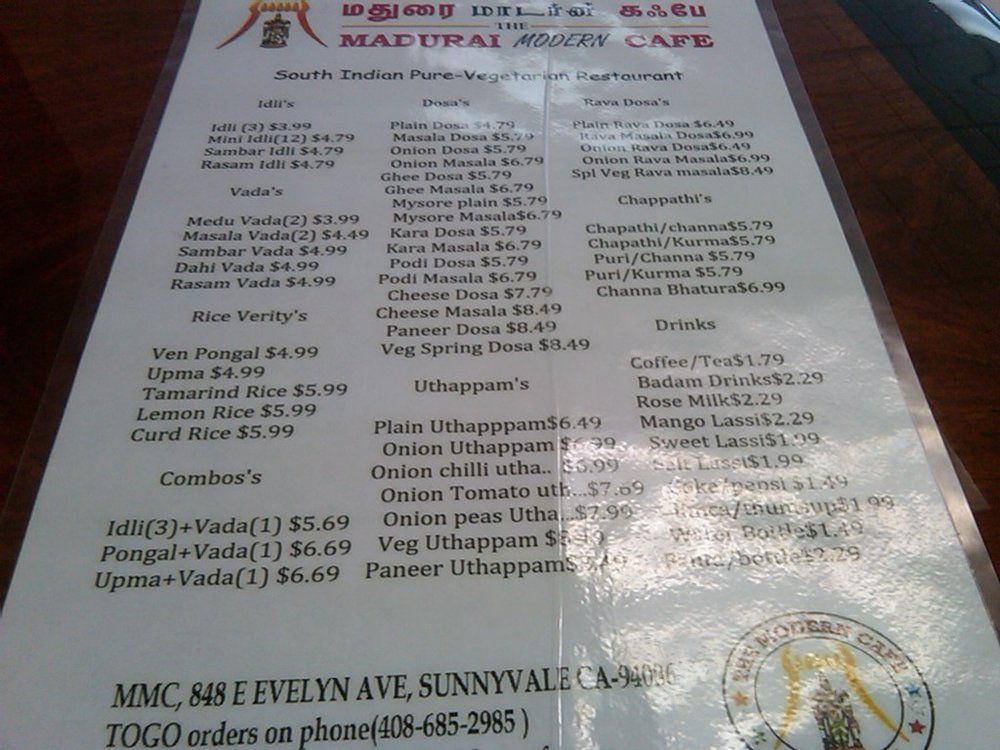 மதுரை மாடர்ன் கஃபே
THE
MADURAI MODERN CAFE
South Indian Pure-Vegetarian Restaurant
Idli's
Idli (3) $3.99
Mini Idli(12) $4.79
Sambar Idli $4.79
Rasam Idli $4.79
Vada's
Medu Vada(2) $3.99
Masala Vada(2) $4.49
Sambar Vada $4.99
Dahi Vada $4.99
Rasam Vada $4.99
Rice Verity's
Ven Pongal $4.99
Upma $4.99
Tamarind Rice $5.99
Lemon Rice $5.99
Curd Rice $5.99
Combos's
Idli(3)+Vada(1) $5.69
Pongal+Vada(1) $6.69
Upma+Vada(1) $6.69
Dosa's
Plain Dosa $4.79
Masala Dosa $5.79
Onion Dosa $5.79
Onion Masala $6.79
Ghee Dosa $5.79
Ghee Masala $6.79
Mysore plain $5.79
Mysore Masala$6.79
Kara Dosa $5.79
Kara Masala $6.79
Podi Dosa $5.79
Podi Masala $6.79
Cheese Dosa $7.79
Cheese Masala $8.49
Paneer Dosa $8.49
Veg Spring Dosa $8.49
Uthappam's
Plain Uthapppam$6.49
Onion Uthappam $6.99
Onion chilli utha.. $6.99
Onion Tomato uth...$7.69
Onion peas Utha...$7.99
Veg Uthappam
Paneer Uthappam
Rava Dosa's
Plain Rava Dosa $6.49
Rava Masala Dosa$6.99
Onion Rava Dosa$6.49
Onion Rava Masala$6.99
Spl Veg Rava masala$8.49
Chappathi's
Chapathi/channa$5.79
Chapathi/Kurma$5.79
Puri/Channa $5.79
Puri/Kurma $5.79
Channa Bhatura$6.99
Drinks
Coffee/Tea$1.79
Badam Drinks$2.29
Rose Milk$2.29
Mango Lassi$2.29
Sweet Lassi$1.99
Salt Lassi$1.99
Coke/pepsi $1.49
Limca/thumsup$1.99
Water Bottle$1.49
MMC, 848 E EVELYN AVE, SUNNYVALE CA-94086
TOGO orders on phone(408-685-2985 )
THE MODERN CAFE